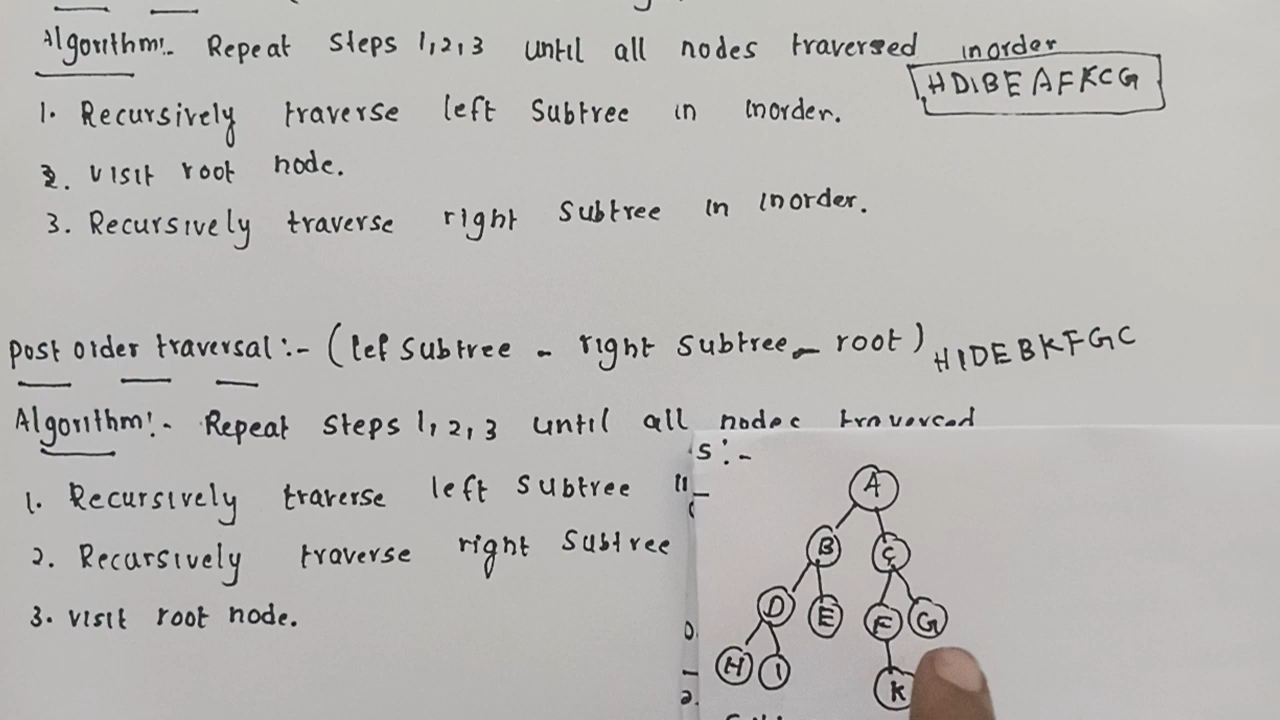 Algorithm:- Repeat steps 1,2,3 until all nodes traversed inorder
HDIBEAFKCG
1. Recursively traverse left Subtree in inorder.
2. visit root node.
3. Recursively traverse right Subtree in inorder.
post order traversal:- (lef subtree - right subtree - root) HIDEBKFGC
Algorithm:- Repeat steps 1, 2, 3 until all nodes traversed
s:-
1. Recursively traverse left subtree
2. Recursively traverse right Subtree
3. visit root node.
A
B C
D E F G
H I K